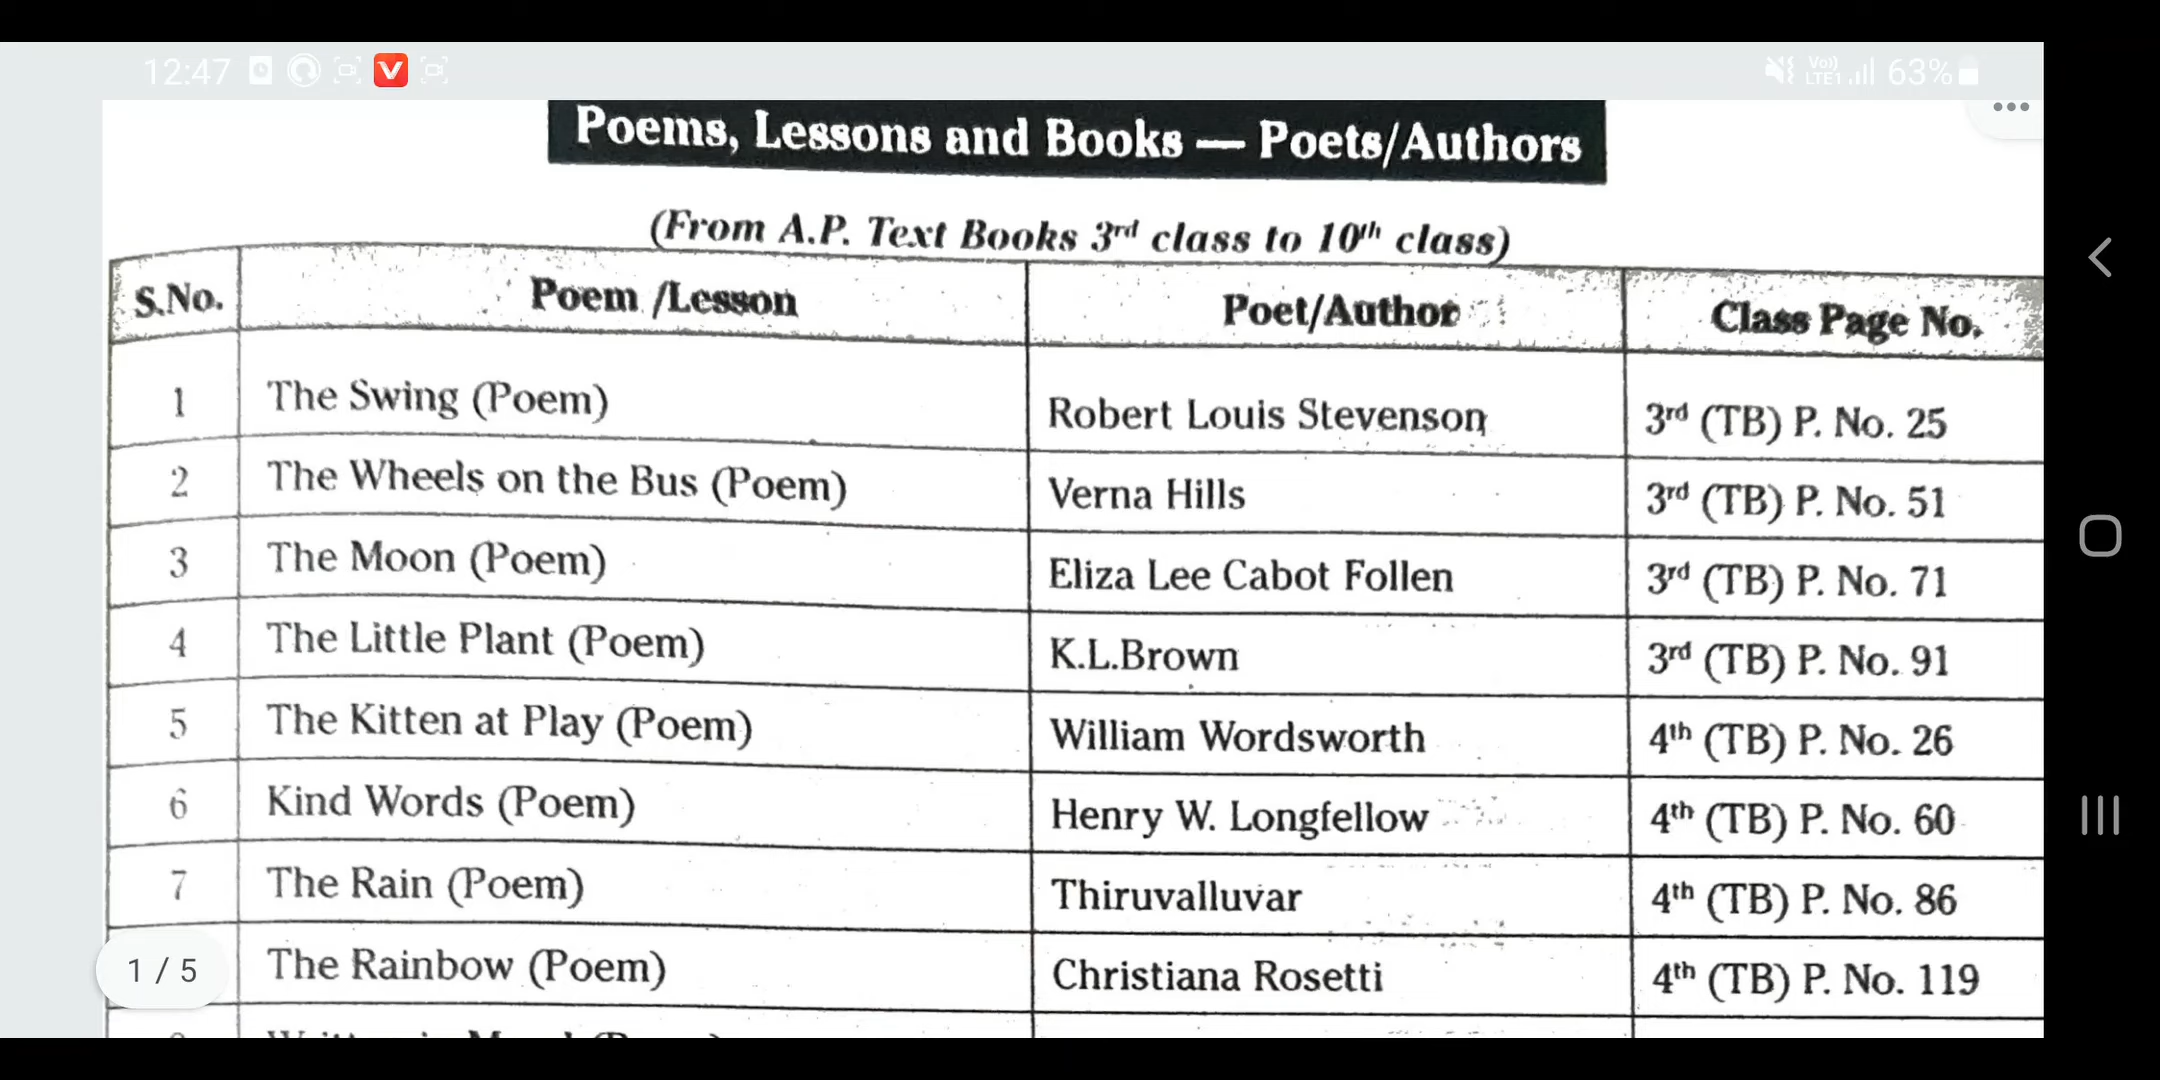 12:47
Vo)) LTE1 63%
Poems, Lessons and Books — Poets/Authors
(From A.P. Text Books 3rd class to 10th class)
S.No. Poem /Lesson Poet/Author Class Page No.
1 The Swing (Poem) Robert Louis Stevenson 3rd (TB) P. No. 25
2 The Wheels on the Bus (Poem) Verna Hills 3rd (TB) P. No. 51
3 The Moon (Poem) Eliza Lee Cabot Follen 3rd (TB) P. No. 71
4 The Little Plant (Poem) K.L.Brown 3rd (TB) P. No. 91
5 The Kitten at Play (Poem) William Wordsworth 4th (TB) P. No. 26
6 Kind Words (Poem) Henry W. Longfellow 4th (TB) P. No. 60
7 The Rain (Poem) Thiruvalluvar 4th (TB) P. No. 86
The Rainbow (Poem) Christiana Rosetti 4th (TB) P. No. 119
1 / 5